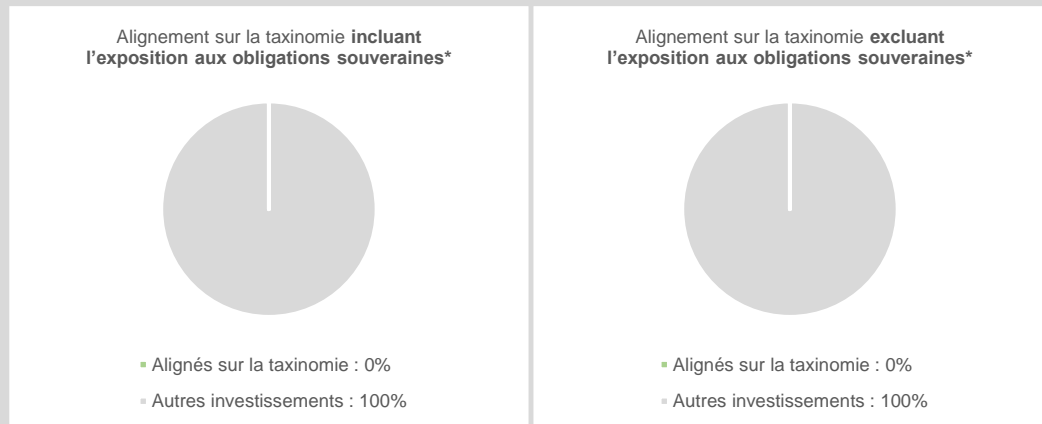 Alignement sur la taxinomie incluant
l’exposition aux obligations souveraines*
Alignés sur la taxinomie : 0%
Autres investissements : 100%
Alignement sur la taxinomie excluant
l’exposition aux obligations souveraines*
Alignés sur la taxinomie : 0%
Autres investissements : 100%